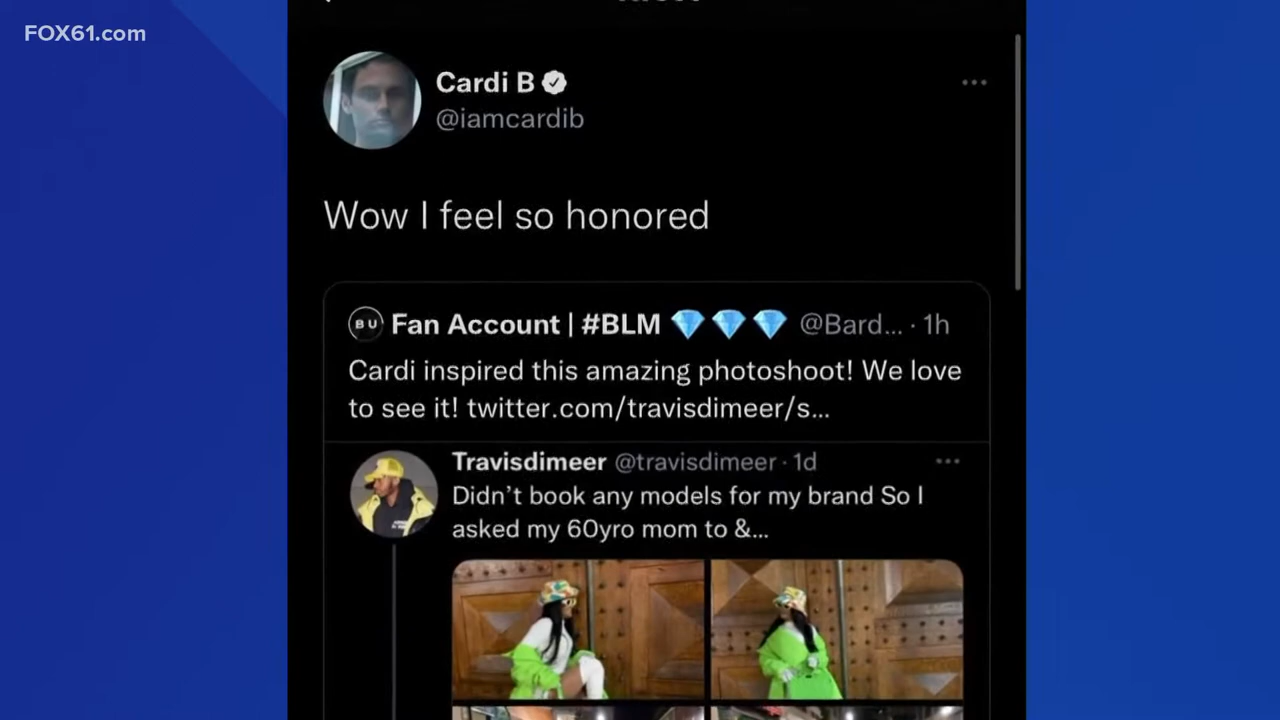 FOX61.com
Cardi B
@iamcardib
Wow I feel so honored
BU Fan Account | #BLM 💎💎💎 @Bard... · 1h
Cardi inspired this amazing photoshoot! We love
to see it! twitter.com/travisdimeer/s...
Travisdimeer @travisdimeer · 1d
Didn't book any models for my brand So I
asked my 60yro mom to &...